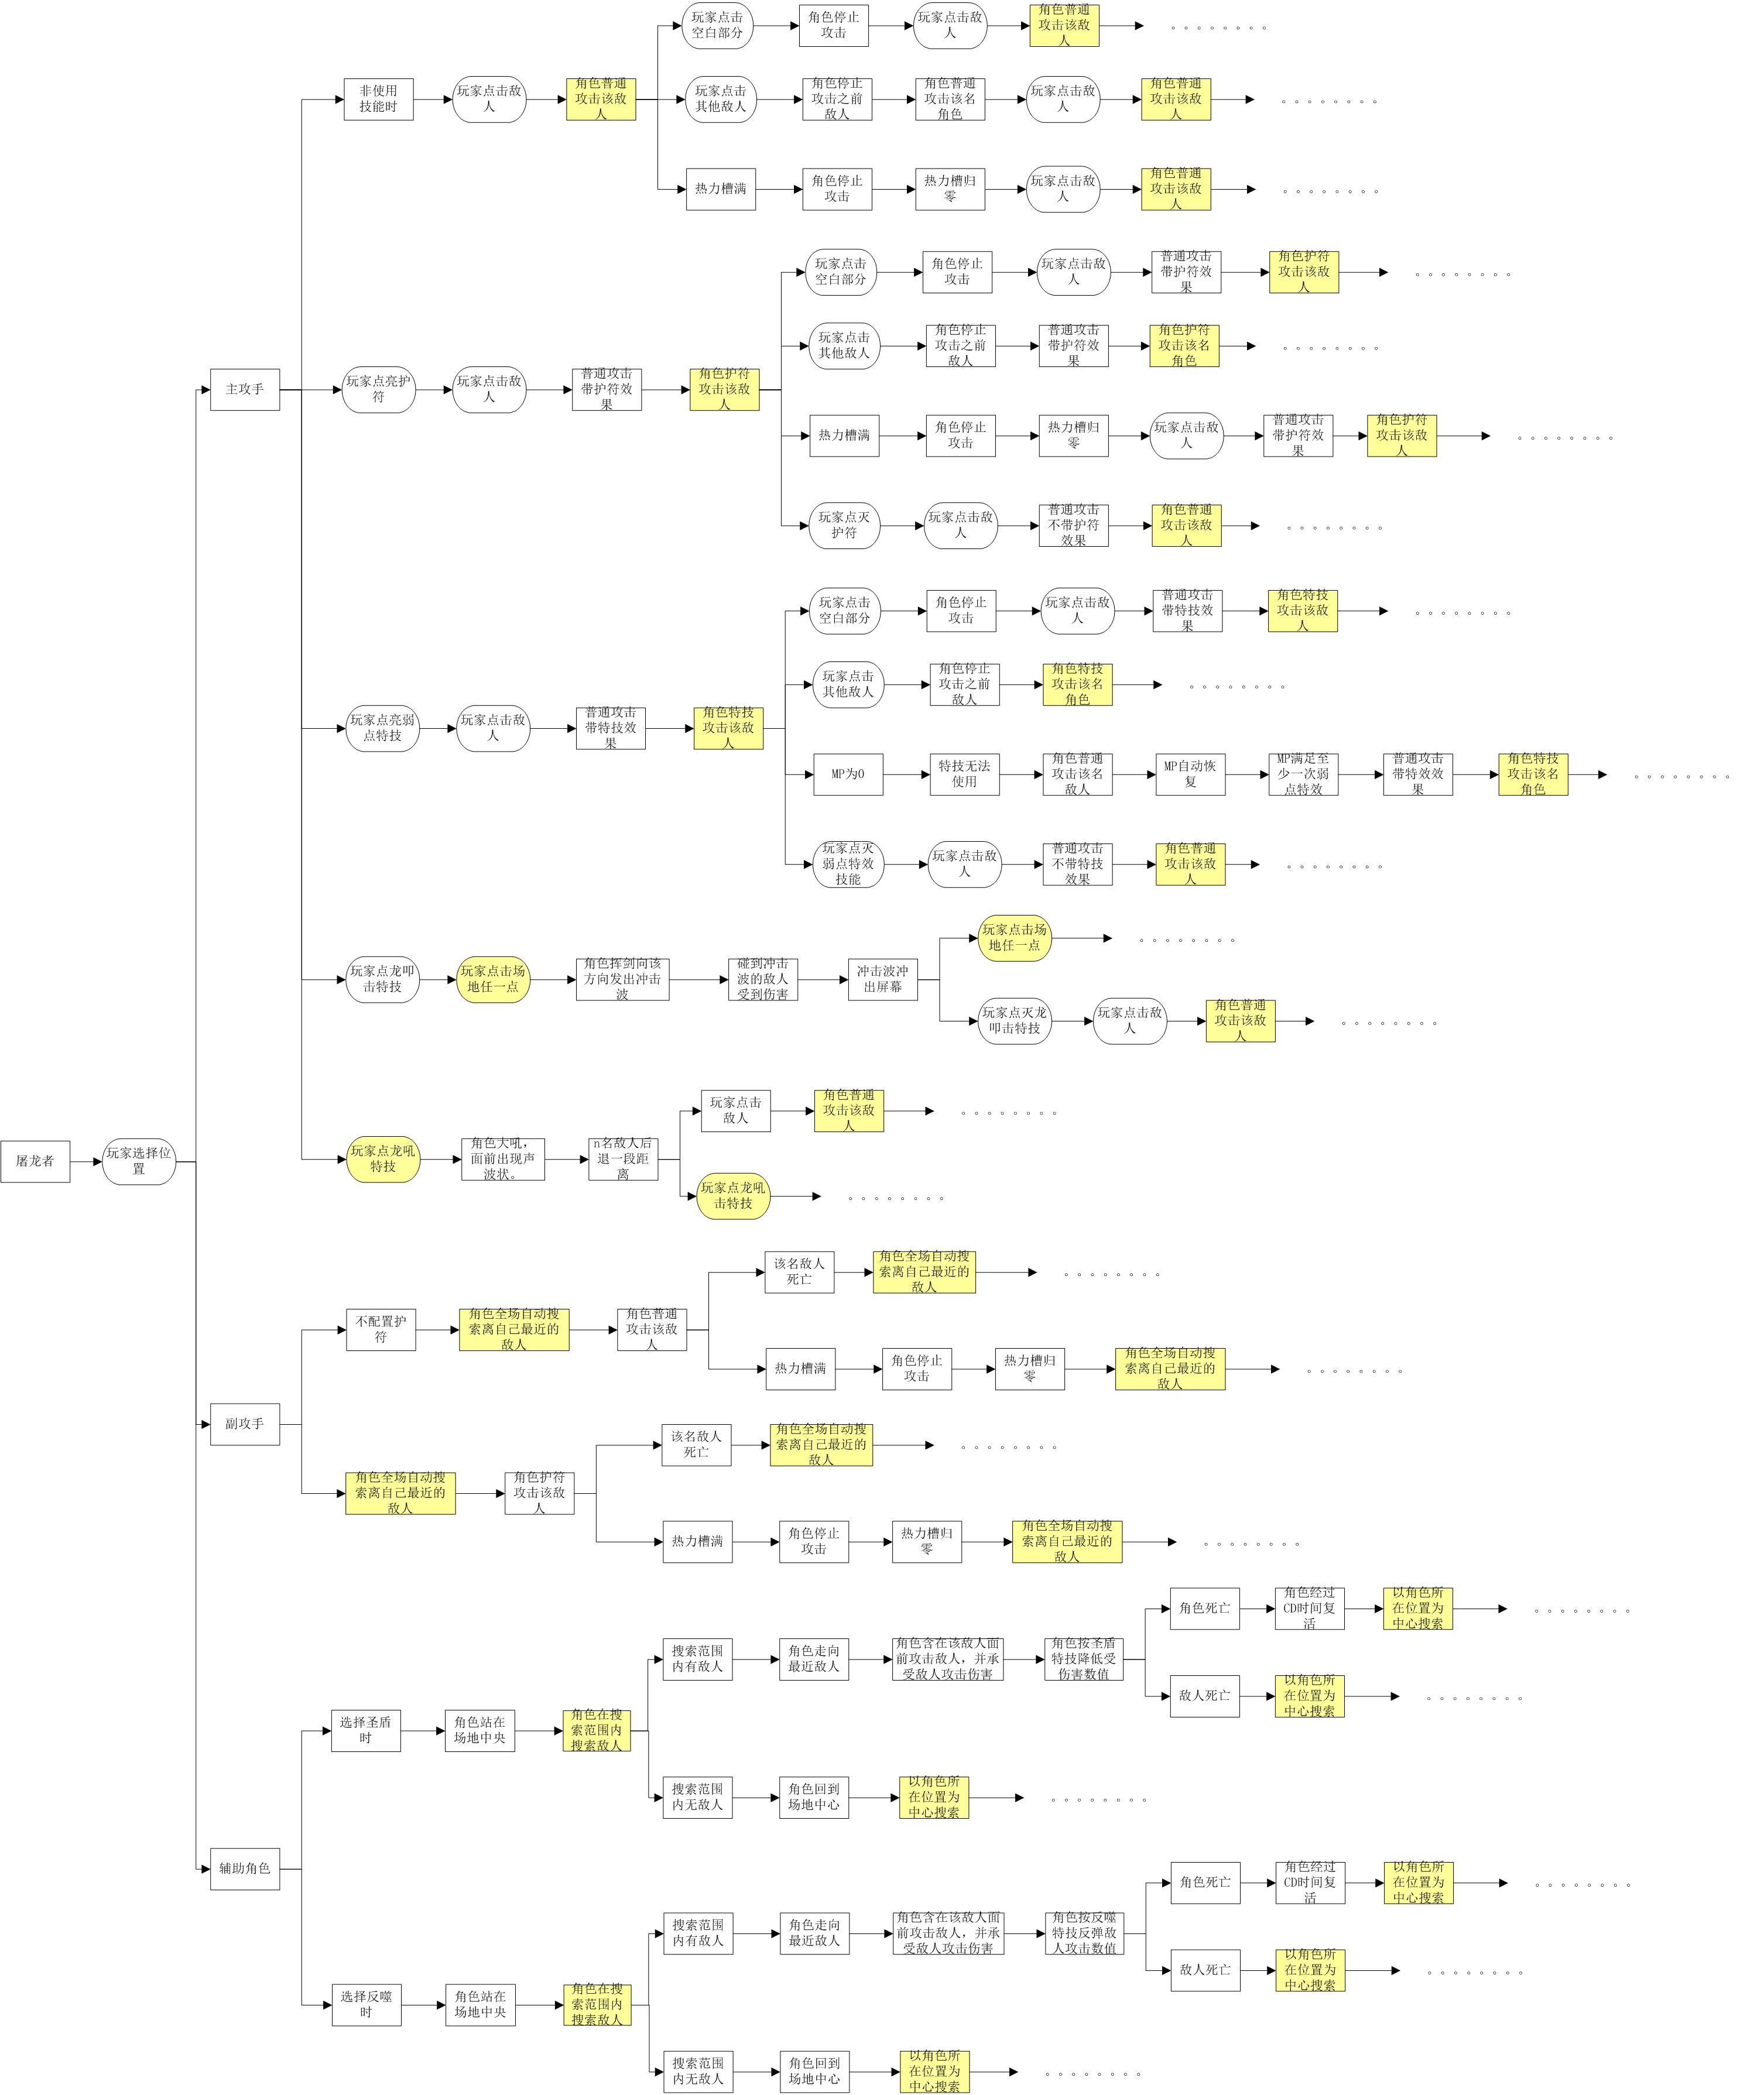 屠龙者
玩家选择位
置
主攻手
非使用
技能时
玩家点击敌
人
角色普通
攻击该敌
人
玩家点击
空白部分
角色停止
攻击
玩家点击敌
人
角色普通
攻击该敌
人
。。。。。。。。
玩家点击
其他敌人
角色停止
攻击之前
敌人
角色普通
攻击该名
角色
玩家点击敌
人
角色普通
攻击该敌
人
。。。。。。。。
热力槽满
角色停止
攻击
热力槽归
零
玩家点击敌
人
角色普通
攻击该敌
人
。。。。。。。。
玩家点亮护
符
玩家点击敌
人
普通攻击
带护符效
果
角色护符
攻击该敌
人
玩家点击
空白部分
角色停止
攻击
玩家点击敌
人
普通攻击
带护符效
果
角色护符
攻击该敌
人
。。。。。。。。
玩家点击
其他敌人
角色停止
攻击之前
敌人
普通攻击
带护符效
果
角色护符
攻击该名
角色
。。。。。。。。
热力槽满
角色停止
攻击
热力槽归
零
玩家点击敌
人
普通攻击
带护符效
果
角色护符
攻击该敌
人
。。。。。。。。
玩家点灭
护符
玩家点击敌
人
普通攻击
不带护符
效果
角色普通
攻击该敌
人
。。。。。。。。
玩家点亮弱
点特技
玩家点击敌
人
普通攻击
带特技效
果
角色特技
攻击该敌
人
玩家点击
空白部分
角色停止
攻击
玩家点击敌
人
普通攻击
带特技效
果
角色特技
攻击该敌
人
。。。。。。。。
玩家点击
其他敌人
角色停止
攻击之前
敌人
角色特技
攻击该名
角色
。。。。。。。。
MP为0
特技无法
使用
角色普通
攻击该名
敌人
MP自动恢
复
MP满足至
少一次弱
点特效
普通攻击
带特效效
果
角色特技
攻击该名
角色
。。。。。。。。
玩家点灭
弱点特效
技能
玩家点击敌
人
普通攻击
不带特技
效果
角色普通
攻击该敌
人
。。。。。。。。
玩家点龙叩
击特技
玩家点击场
地任一点
角色挥剑向该
方向发出冲击
波
碰到冲击
波的敌人
受到伤害
冲击波冲
出屏幕
玩家点击场
地任一点
。。。。。。。。
玩家点灭龙
叩击特技
玩家点击敌
人
角色普通
攻击该敌
人
。。。。。。。。
玩家点龙吼
特技
角色大吼，
面前出现声
波状。
n名敌人后
退一段距
离
玩家点击
敌人
角色普通
攻击该敌
人
。。。。。。。。
玩家点龙吼
击特技
。。。。。。。。
副攻手
不配置护
符
角色全场自动搜
索离自己最近的
敌人
角色普通
攻击该敌
人
该名敌人
死亡
角色全场自动搜
索离自己最近的
敌人
。。。。。。。。
热力槽满
角色停止
攻击
热力槽归
零
角色全场自动搜
索离自己最近的
敌人
。。。。。。。。
角色全场自动搜
索离自己最近的
敌人
角色护符
攻击该敌
人
该名敌人
死亡
角色全场自动搜
索离自己最近的
敌人
。。。。。。。。
热力槽满
角色停止
攻击
热力槽归
零
角色全场自动搜
索离自己最近的
敌人
。。。。。。。。
辅助角色
选择圣盾
时
角色站在
场地中央
角色在搜
索范围内
搜索敌人
搜索范围
内有敌人
角色走向
最近敌人
角色含在该敌人面
前攻击敌人，并承
受敌人攻击伤害
角色按圣盾
特技降低受
伤害数值
角色死亡
角色经过
CD时间复
活
以角色所
在位置为
中心搜索
。。。。。。。。
敌人死亡
以角色所
在位置为
中心搜索
。。。。。。。。
搜索范围
内无敌人
角色回到
场地中心
以角色所
在位置为
中心搜索
。。。。。。。。
选择反噬
时
角色站在
场地中央
角色在搜
索范围内
搜索敌人
搜索范围
内有敌人
角色走向
最近敌人
角色含在该敌人面
前攻击敌人，并承
受敌人攻击伤害
角色按反噬
特技反弹敌
人攻击数值
角色死亡
角色经过
CD时间复
活
以角色所
在位置为
中心搜索
。。。。。。。。
敌人死亡
以角色所
在位置为
中心搜索
。。。。。。。。
搜索范围
内无敌人
角色回到
场地中心
以角色所
在位置为
中心搜索
。。。。。。。。